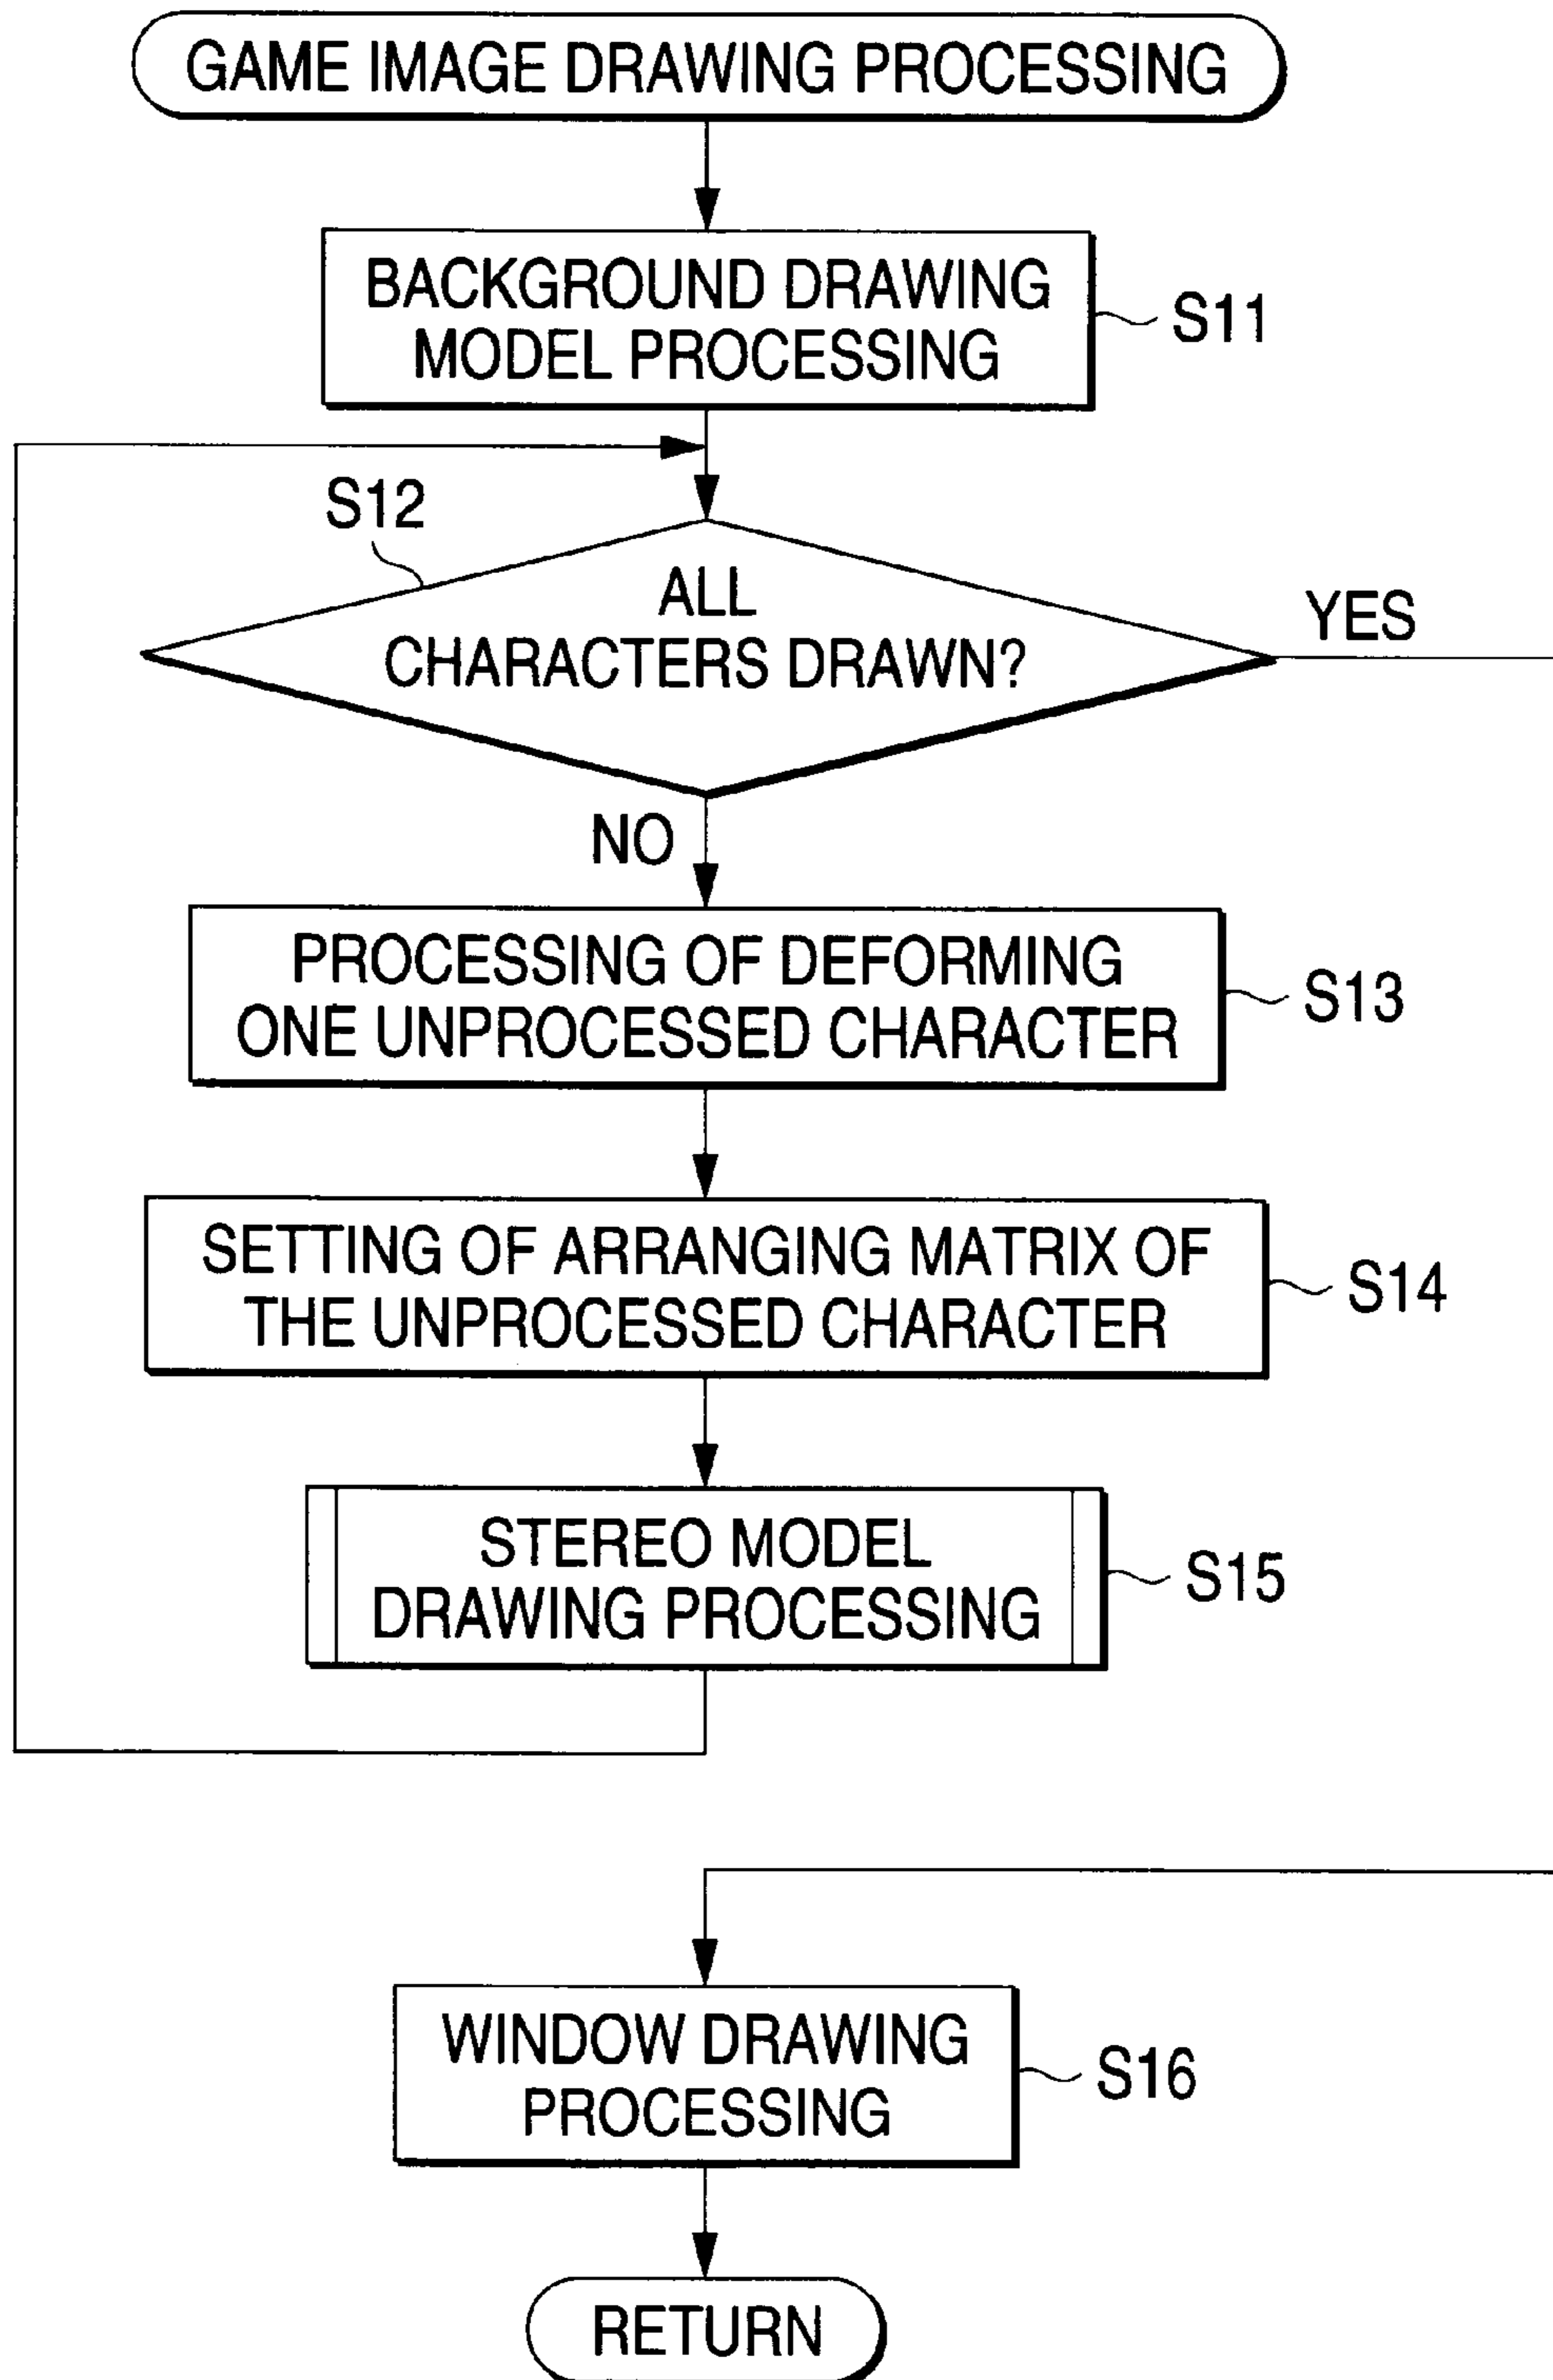 GAME IMAGE DRAWING PROCESSING
BACKGROUND DRAWING
MODEL PROCESSING
S11
S12
ALL
CHARACTERS DRAWN?
YES
NO
PROCESSING OF DEFORMING
ONE UNPROCESSED CHARACTER
S13
SETTING OF ARRANGING MATRIX OF
THE UNPROCESSED CHARACTER
S14
STEREO MODEL
DRAWING PROCESSING
S15
WINDOW DRAWING
PROCESSING
S16
RETURN